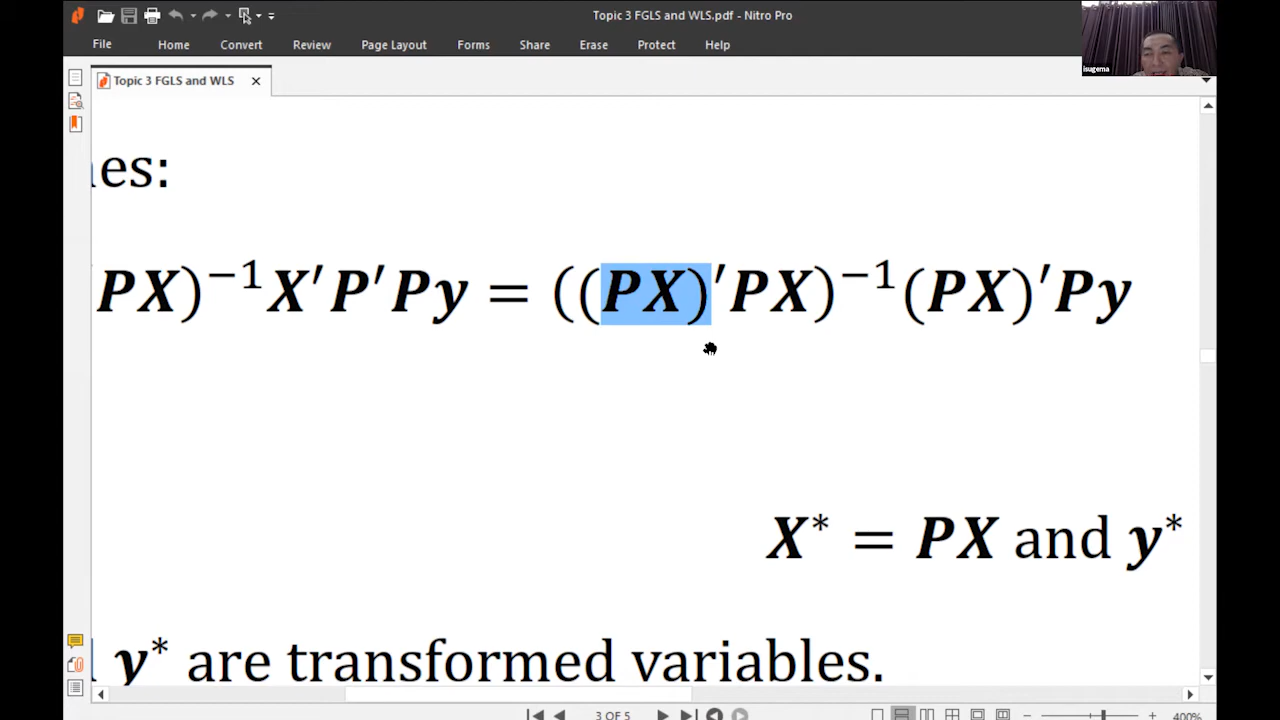 Topic 3 FGLS and WLS.pdf - Nitro Pro
File Home Convert Review Page Layout Forms Share Erase Protect Help
isugema
Topic 3 FGLS and WLS ×
nes:
PX)⁻¹X′P′Py = ((PX)′PX)⁻¹(PX)′Py
X* = PX and y*
y* are transformed variables.
3 OF 5
400%